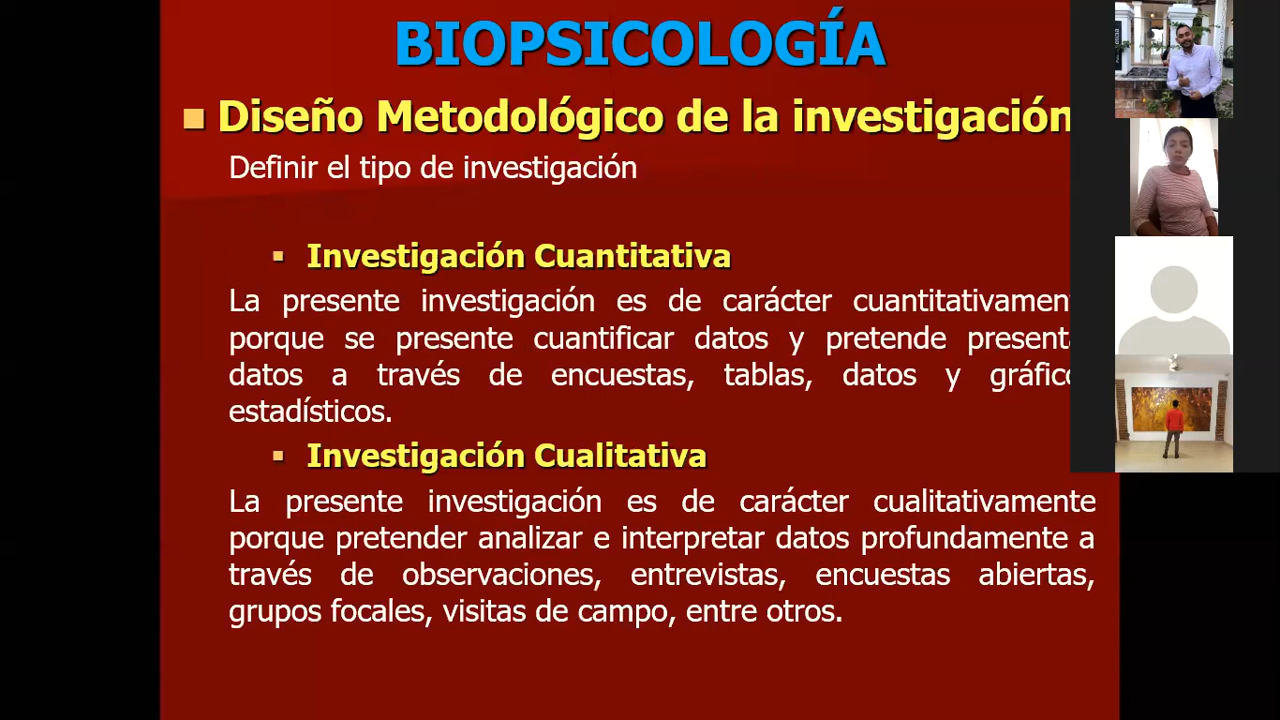 BIOPSICOLOGÍA
Diseño Metodológico de la investigación
Definir el tipo de investigación
Investigación Cuantitativa
La presente investigación es de carácter cuantitativamen
porque se presente cuantificar datos y pretende present
datos a través de encuestas, tablas, datos y gráfico
estadísticos.
Investigación Cualitativa
La presente investigación es de carácter cualitativamente
porque pretender analizar e interpretar datos profundamente a
través de observaciones, entrevistas, encuestas abiertas,
grupos focales, visitas de campo, entre otros.